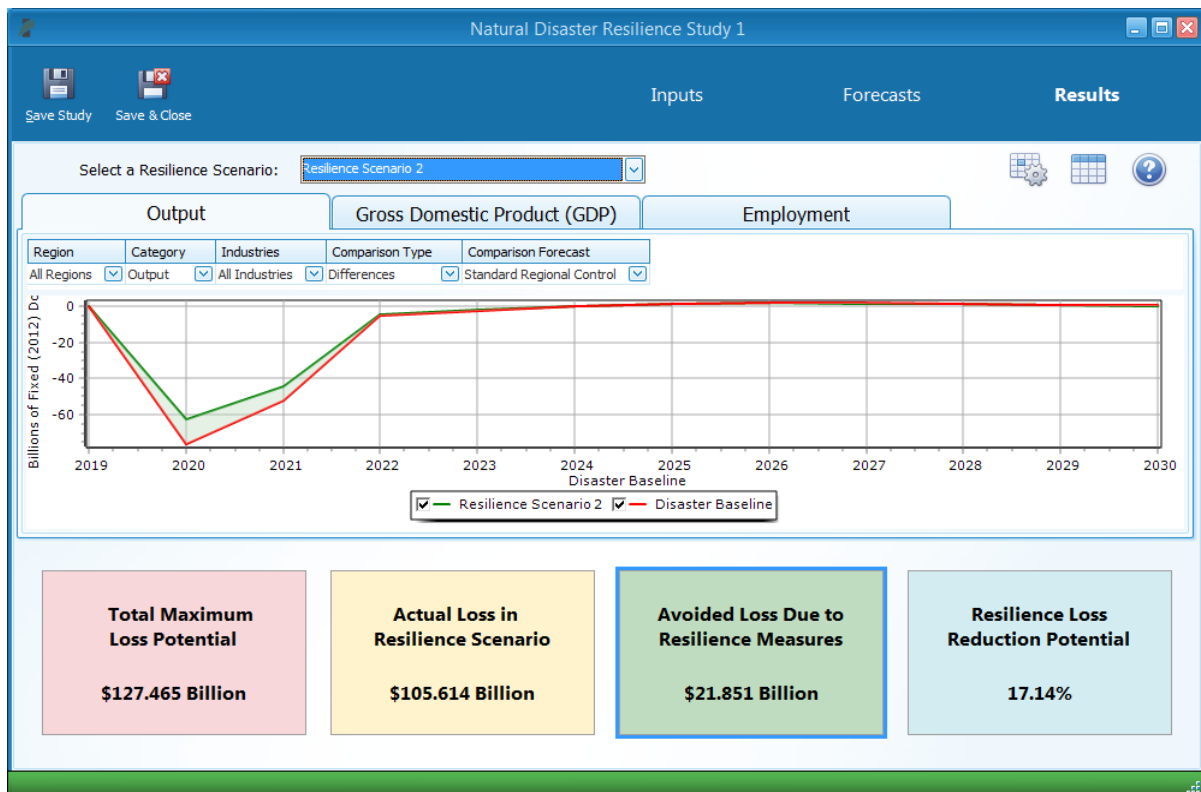 Natural Disaster Resilience Study 1
Save Study
Save & Close
Inputs
Forecasts
Results
Select a Resilience Scenario:
Resilience Scenario 2
Output
Gross Domestic Product (GDP)
Employment
Region Category Industries Comparison Type Comparison Forecast
All Regions Output All Industries Differences Standard Regional Control
Billions of Fixed (2012) Dc
0
-20
-40
-60
2019 2020 2021 2022 2023 2024 2025 2026 2027 2028 2029 2030
Disaster Baseline
Resilience Scenario 2 Disaster Baseline
Total Maximum
Loss Potential
$127.465 Billion
Actual Loss in
Resilience Scenario
$105.614 Billion
Avoided Loss Due to
Resilience Measures
$21.851 Billion
Resilience Loss
Reduction Potential
17.14%